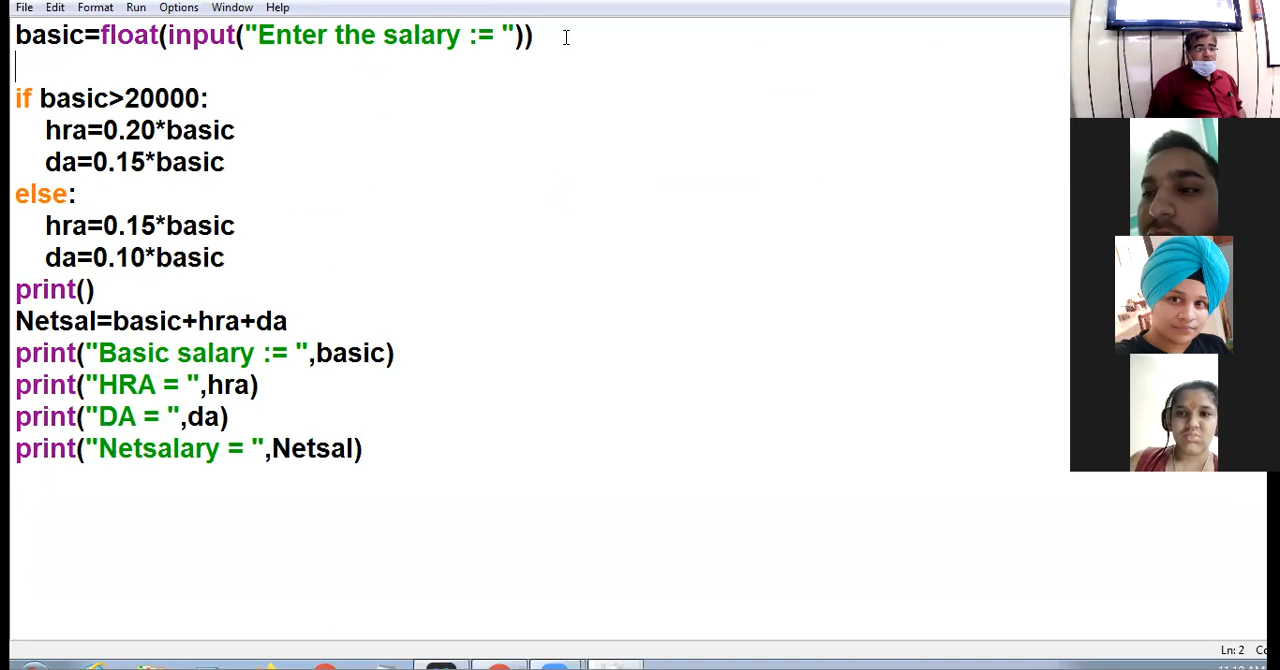 File Edit Format Run Options Window Help
basic=float(input("Enter the salary := "))
if basic>20000:
    hra=0.20*basic
    da=0.15*basic
else:
    hra=0.15*basic
    da=0.10*basic
print()
Netsal=basic+hra+da
print("Basic salary := ",basic)
print("HRA = ",hra)
print("DA = ",da)
print("Netsalary = ",Netsal)
Ln: 2